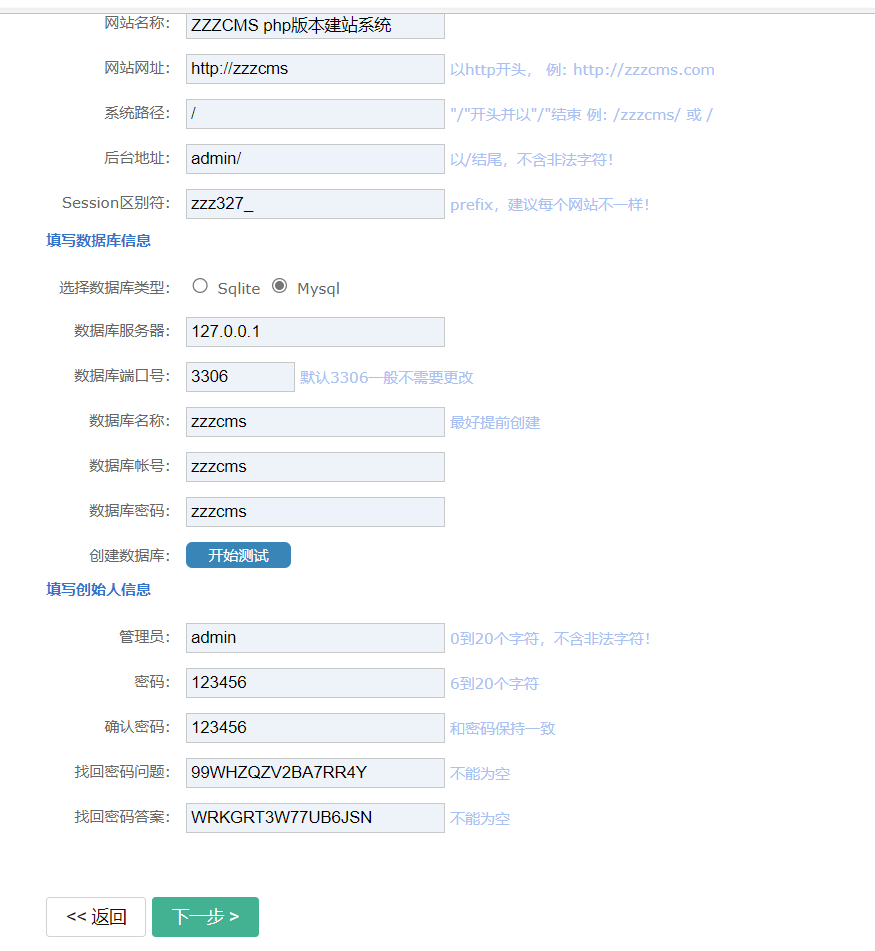 网站名称： ZZZCMS php版本建站系统
网站网址： http://zzzcms 以http开头， 例：http://zzzcms.com
系统路径： / "/"开头并以"/"结束 例：/zzzcms/ 或 /
后台地址： admin/ 以/结尾，不含非法字符！
Session区别符： zzz327_ prefix，建议每个网站不一样！
填写数据库信息
选择数据库类型： Sqlite Mysql
数据库服务器： 127.0.0.1
数据库端口号： 3306 默认3306一般不需要更改
数据库名称： zzzcms 最好提前创建
数据库帐号： zzzcms
数据库密码： zzzcms
创建数据库： 开始测试
填写创始人信息
管理员： admin 0到20个字符，不含非法字符！
密码： 123456 6到20个字符
确认密码： 123456 和密码保持一致
找回密码问题： 99WHZQZV2BA7RR4Y 不能为空
找回密码答案： WRKGRT3W77UB6JSN 不能为空
<< 返回 下一步 >